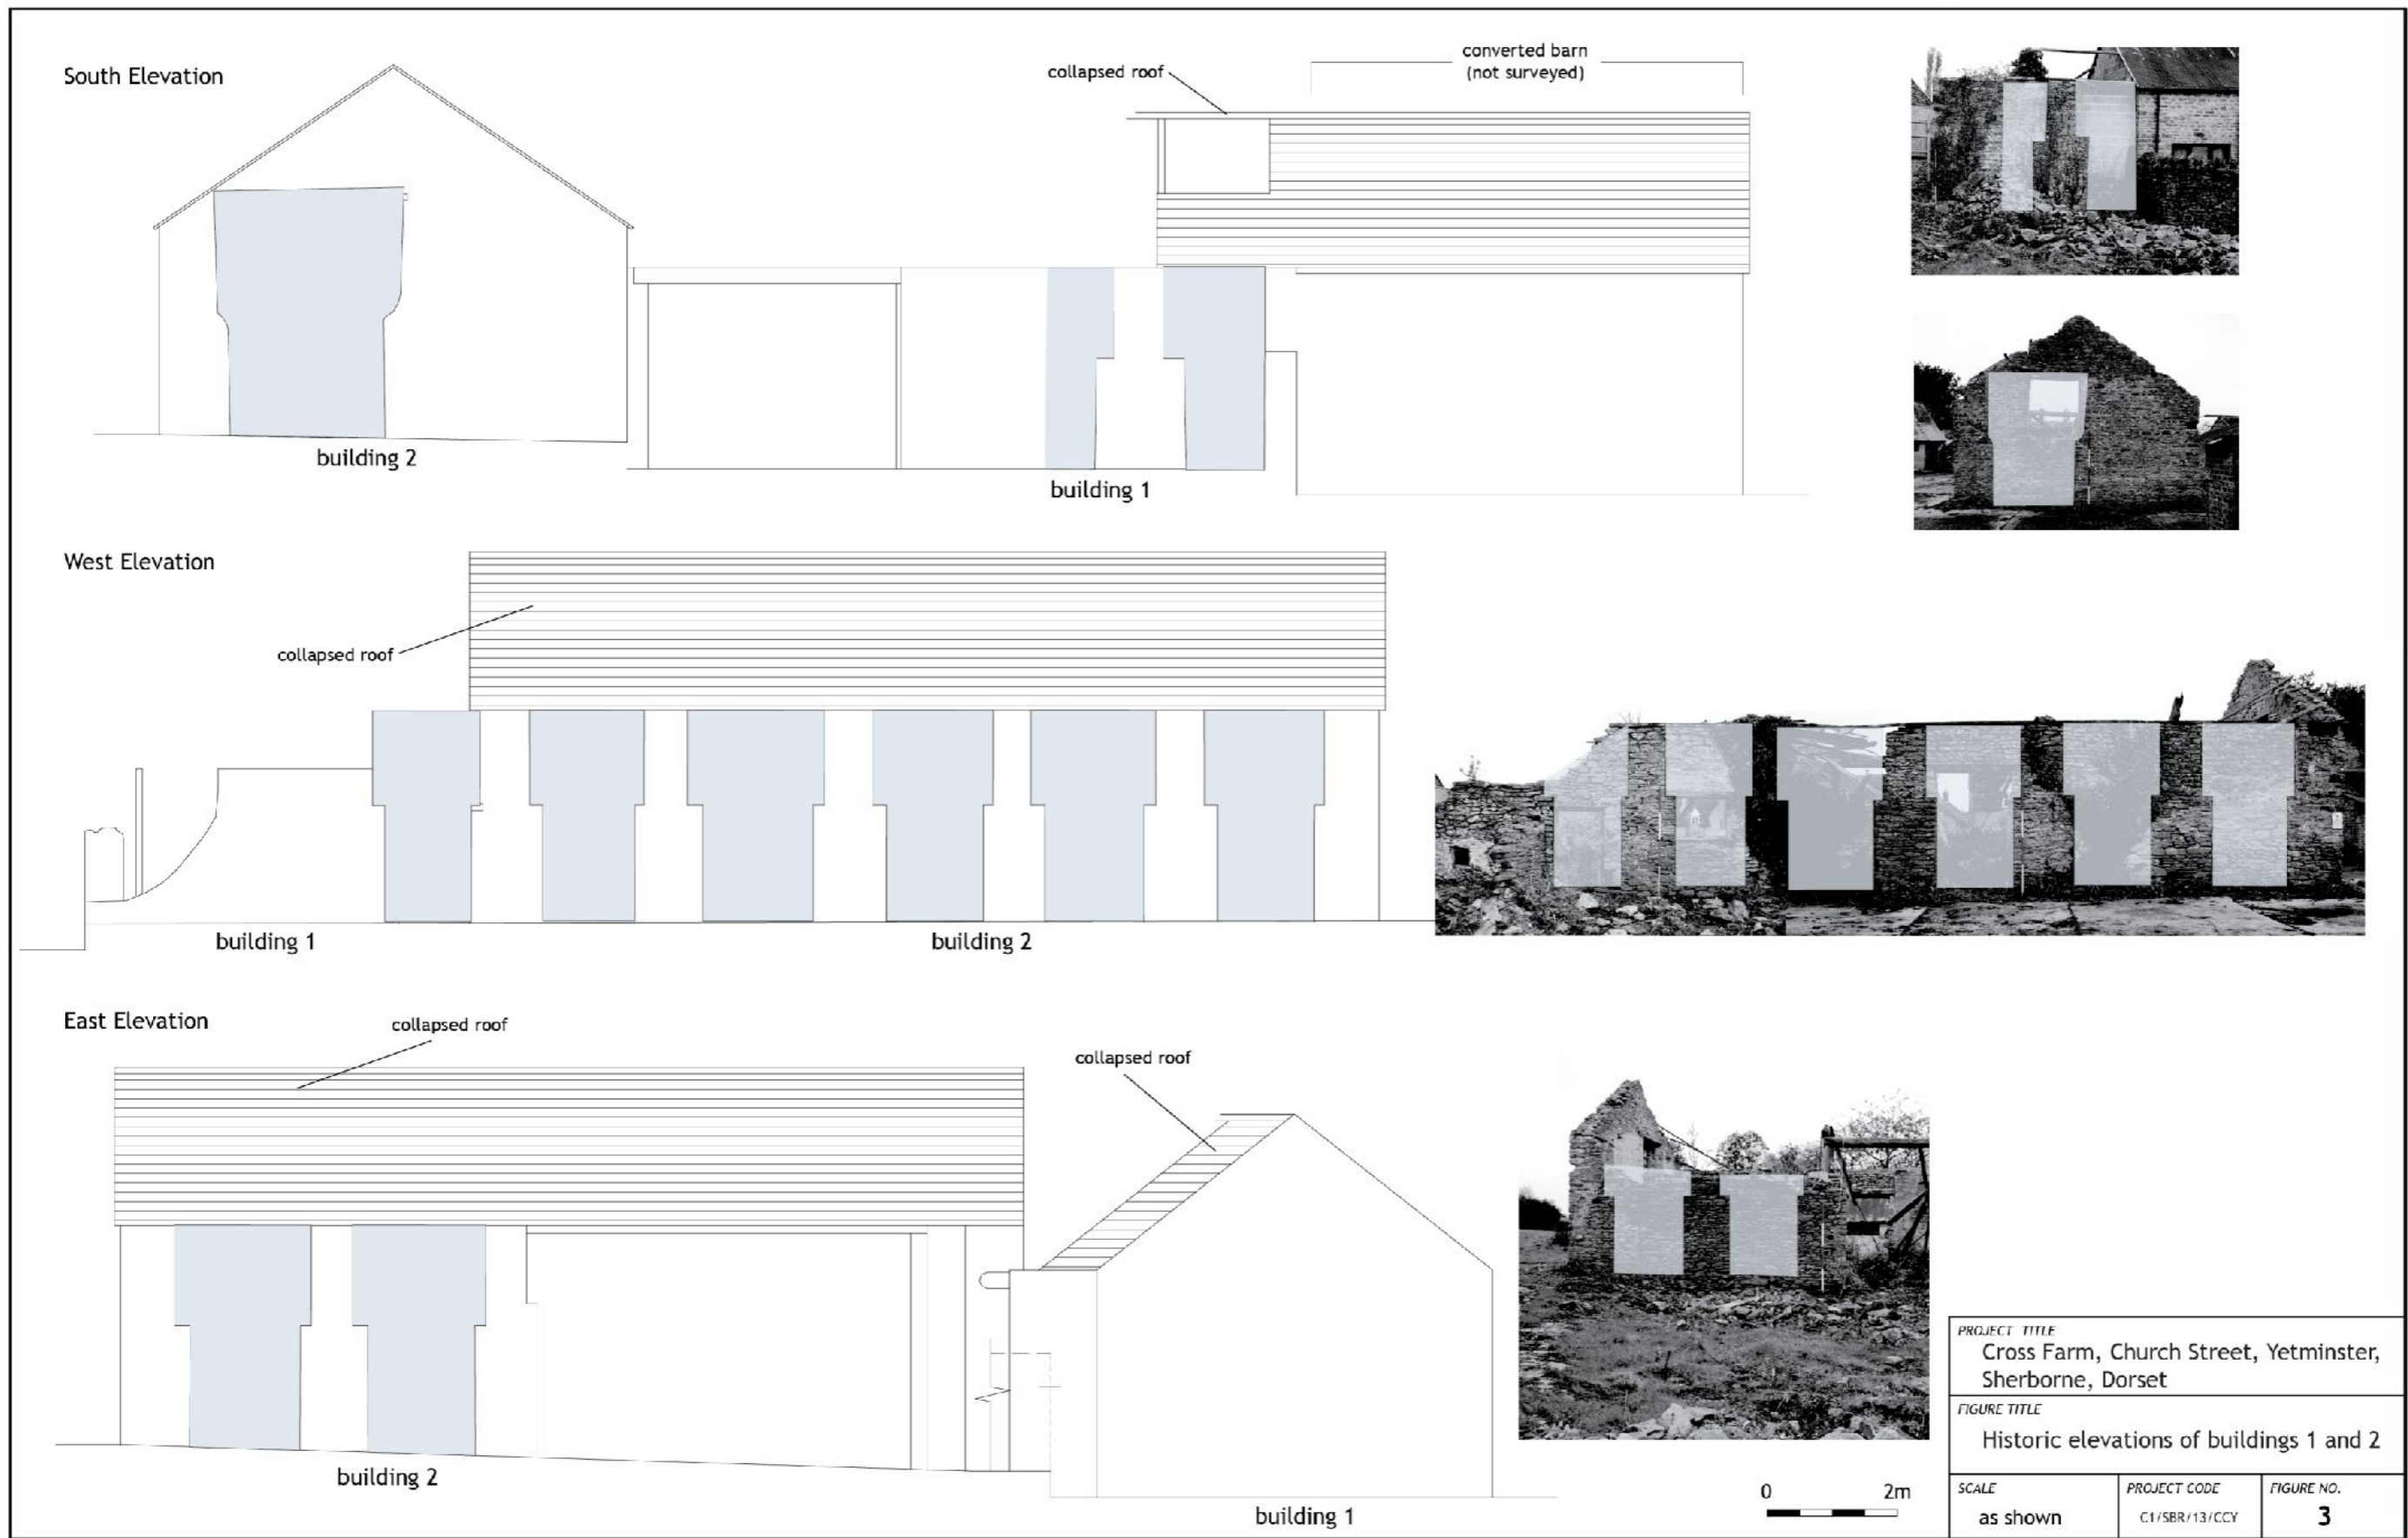 South Elevation
collapsed roof
converted barn
(not surveyed)
building 2
building 1
West Elevation
collapsed roof
building 1
building 2
East Elevation
collapsed roof
collapsed roof
building 2
building 1
0 2m
PROJECT TITLE
Cross Farm, Church Street, Yetminster,
Sherborne, Dorset
FIGURE TITLE
Historic elevations of buildings 1 and 2
SCALE
as shown
PROJECT CODE
C1/SBR/13/CCY
FIGURE NO.
3